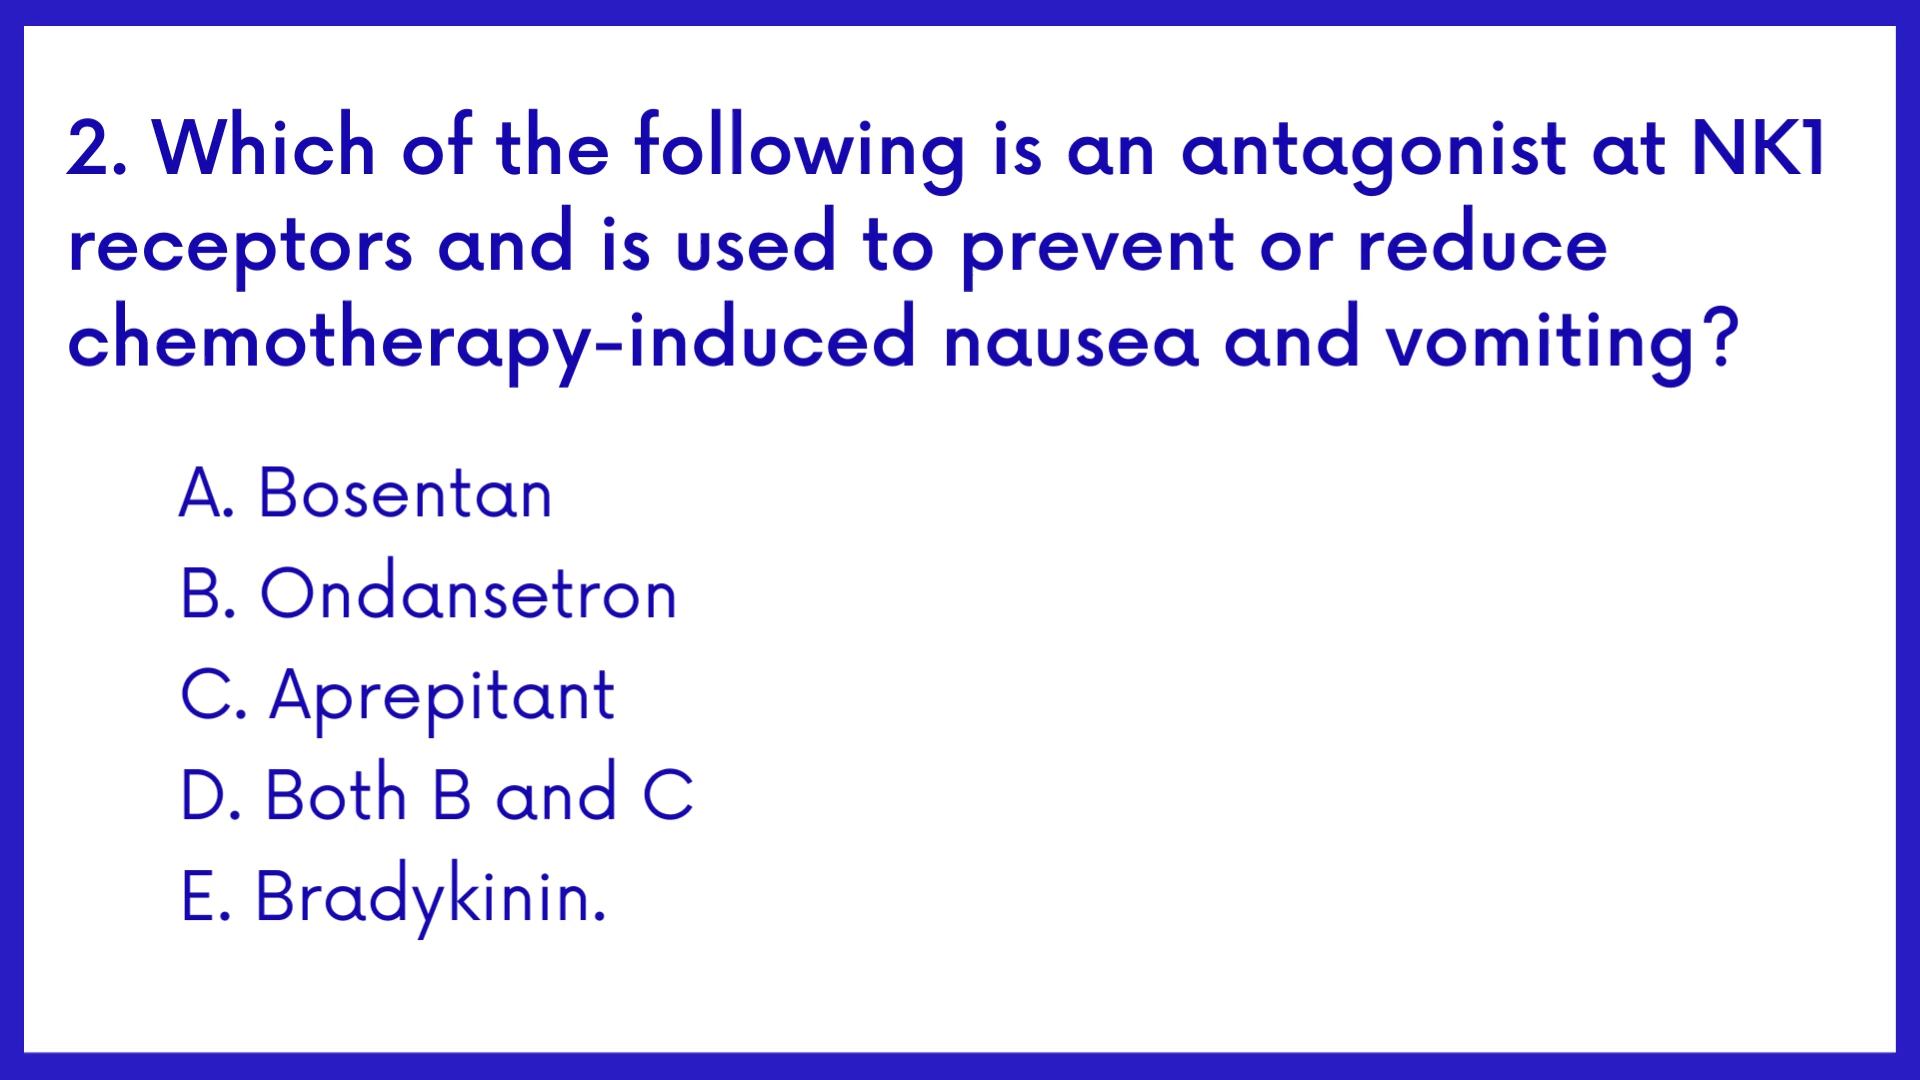 2. Which of the following is an antagonist at NK1
receptors and is used to prevent or reduce
chemotherapy-induced nausea and vomiting?
A. Bosentan
B. Ondansetron
C. Aprepitant
D. Both B and C
E. Bradykinin.